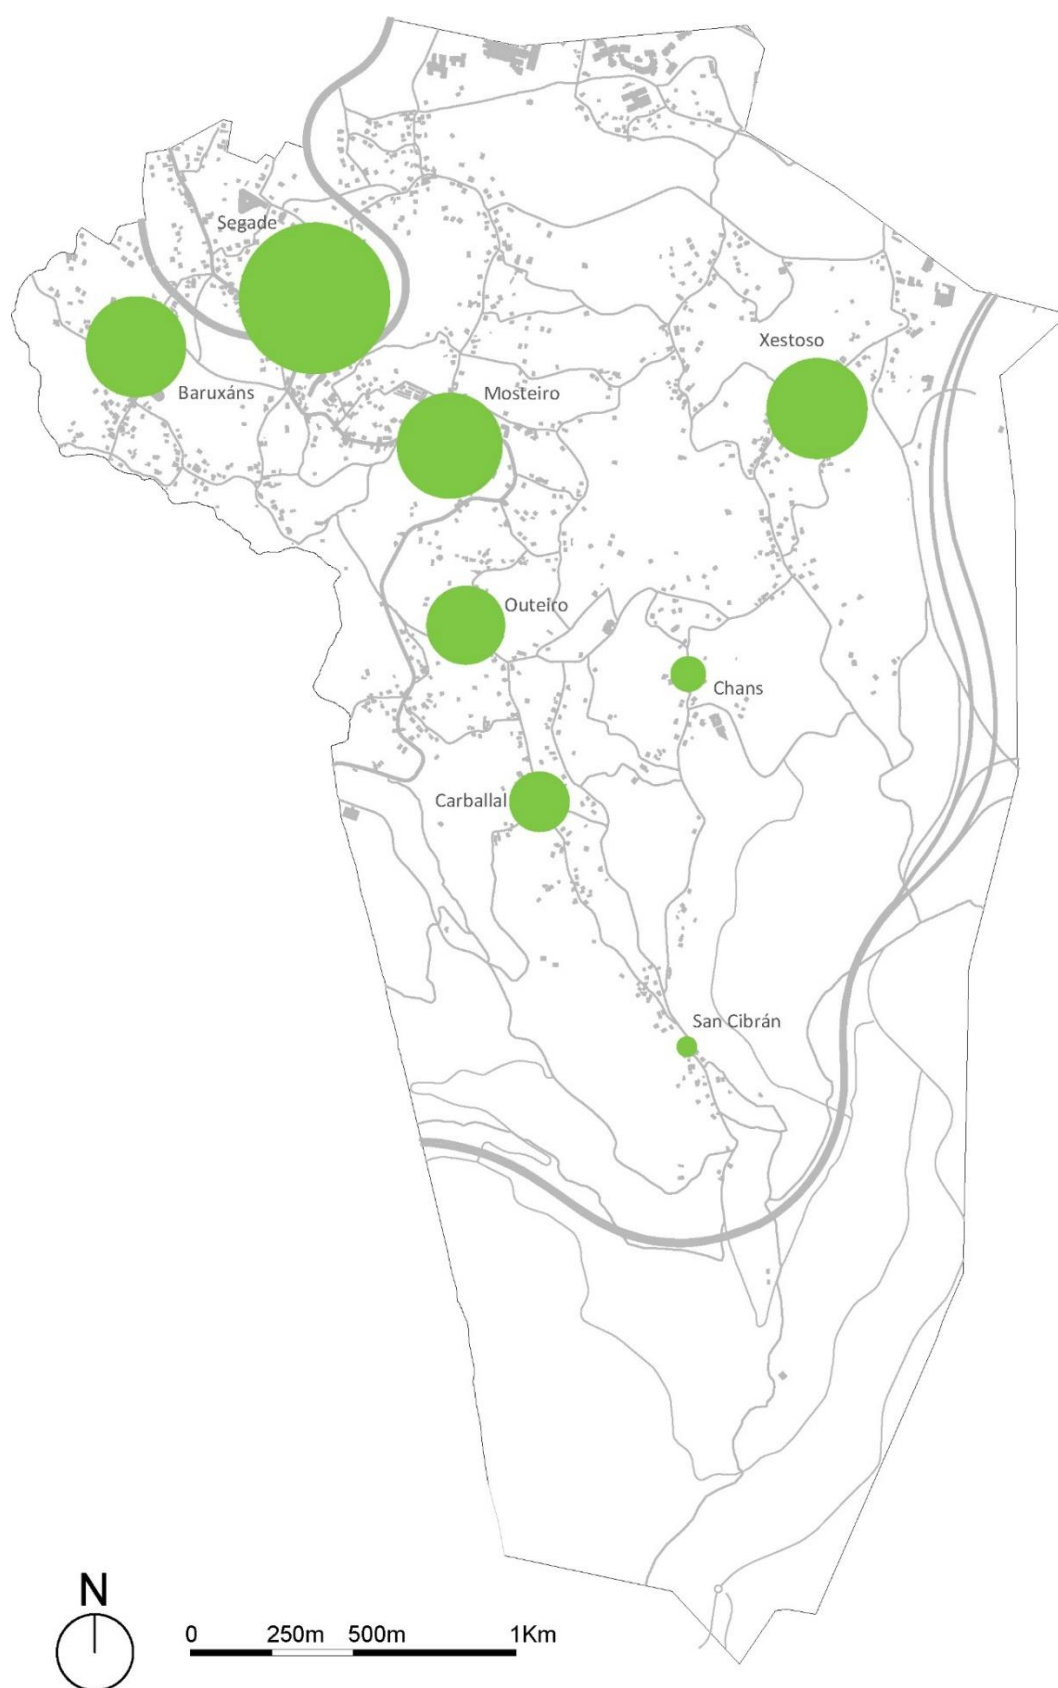 Segade
Xestoso
Baruxáns
Mosteiro
Outeiro
Chans
Carballal
San Cibrán
N
0 250m 500m 1Km